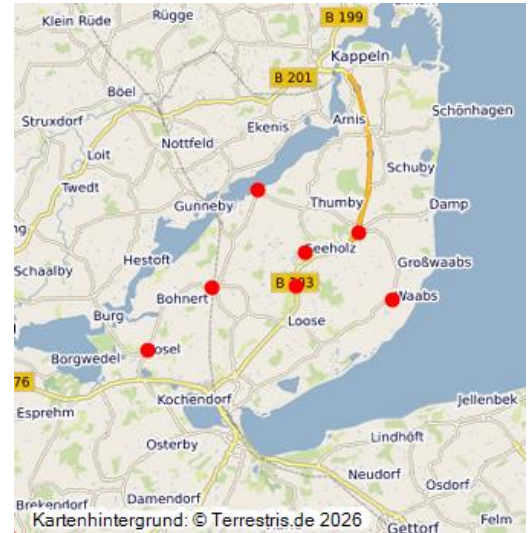 B 199
Klein Rüde
Rügge
Kappeln
B 201
Böel
Schönhagen
Struxdorf
Arnis
Ekenis
Nottfeld
Loit
Schuby
Twedt
Thumby
Damp
Gunneby
Seeholz
Hestoft
Großwaabs
Schaalby
Bohnert
Waabs
Burg
Loose
Borgwedel
76
Kochendorf
Jellenbek
Esprehm
Lindhöft
Osterby
Neudorf
Osdorf
Damendorf
Brekendorf
Felm
Gettorf
Kartenhintergrund: © Terrestris.de 2026